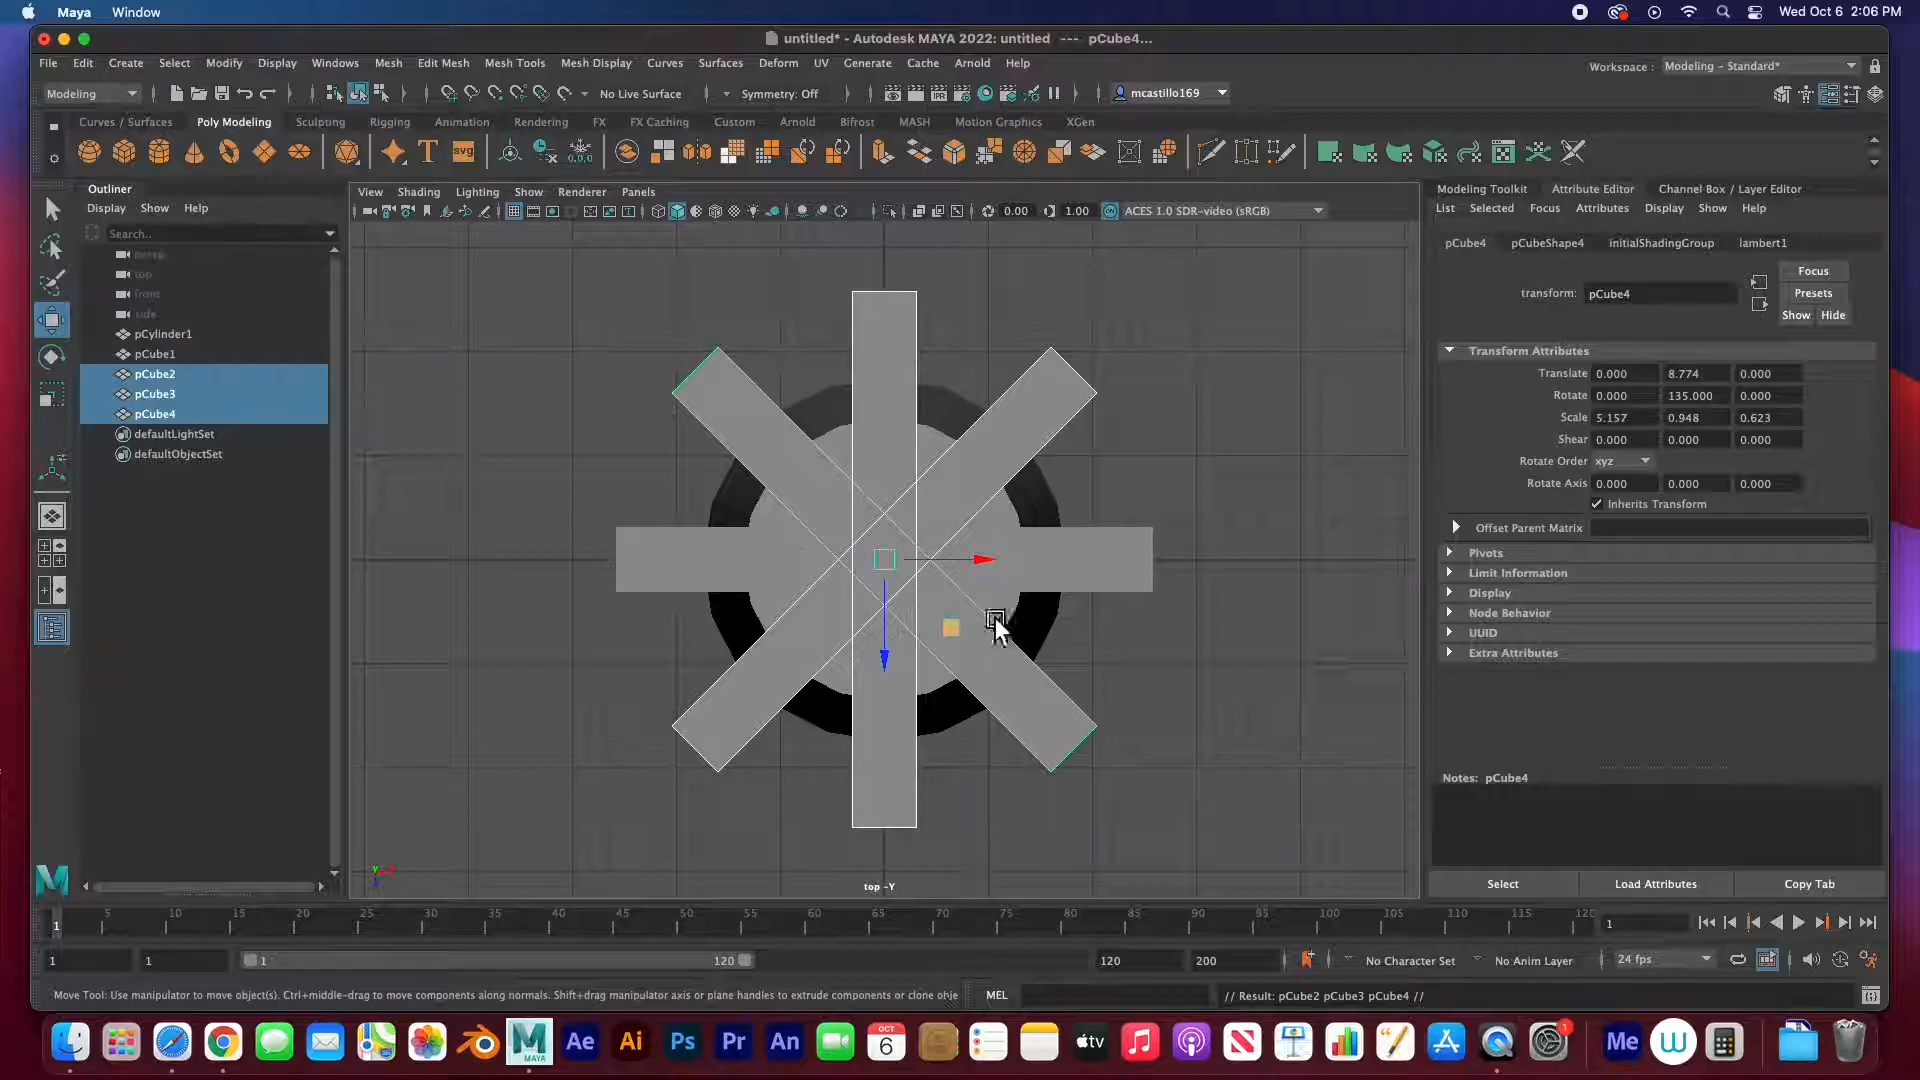 Maya Window Wed Oct 6 2:06 PM
untitled* - Autodesk MAYA 2022: untitled --- pCube4...
File Edit Create Select Modify Display Windows Mesh Edit Mesh Mesh Tools Mesh Display Curves Surfaces Deform UV Generate Cache Arnold Help Workspace : Modeling - Standard*
Modeling No Live Surface Symmetry: Off mcastillo169
Curves / Surfaces Poly Modeling Sculpting Rigging Animation Rendering FX FX Caching Custom Arnold Bifrost MASH Motion Graphics XGen
T SVG 0,0,0
Outliner
Display Show Help
Search..
persp
top
front
side
pCylinder1
pCube1
pCube2
pCube3
pCube4
defaultLightSet
defaultObjectSet
View Shading Lighting Show Renderer Panels
0.00 1.00 ACES 1.0 SDR-video (sRGB)
top -Y
Modeling Toolkit Attribute Editor Channel Box / Layer Editor
List Selected Focus Attributes Display Show Help
pCube4 pCubeShape4 initialShadingGroup lambert1
Focus
transform: pCube4 Presets
Show Hide
Transform Attributes
Translate 0.000 8.774 0.000
Rotate 0.000 135.000 0.000
Scale 5.157 0.948 0.623
Shear 0.000 0.000 0.000
Rotate Order xyz
Rotate Axis 0.000 0.000 0.000
Inherits Transform
Offset Parent Matrix
Pivots
Limit Information
Display
Node Behavior
UUID
Extra Attributes
Notes: pCube4
Select Load Attributes Copy Tab
5 10 15 20 25 30 35 40 45 50 55 60 65 70 75 80 85 90 95 100 105 110 115 120
1 1
1 1 1 120 120 200 No Character Set No Anim Layer 24 fps
Move Tool: Use manipulator to move object(s). Ctrl+middle-drag to move components along normals. Shift+drag manipulator axis or plane handles to extrude components or clone obje MEL // Result: pCube2 pCube3 pCube4 //
M MAYA Ae Ai Ps Pr An OCT 6 tv 1 Me W